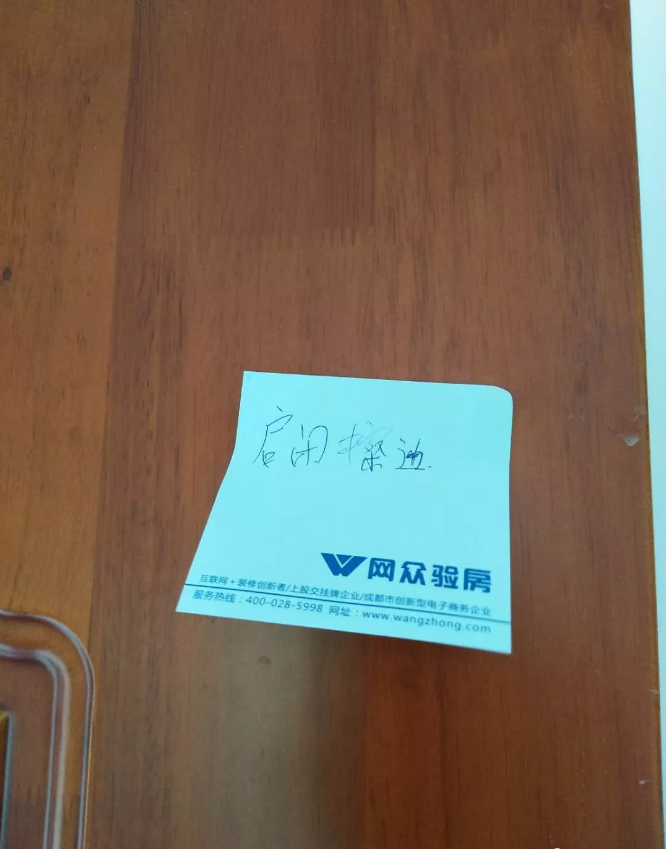 启闭擦边
网众验房
互联网+装修创新者/上股交挂牌企业/成都市创新型电子商务企业
服务热线：400-028-5998 网址：www.wangzhong.com